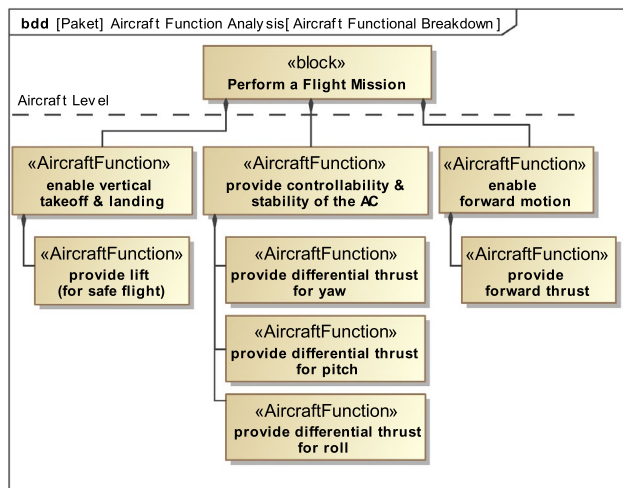 bdd [Paket] Aircraft Function Analysis[ Aircraft Functional Breakdown ]
«block»
Perform a Flight Mission
Aircraft Level
«AircraftFunction»
enable vertical
takeoff & landing
«AircraftFunction»
provide controllability &
stability of the AC
«AircraftFunction»
enable
forward motion
«AircraftFunction»
provide lift
(for safe flight)
«AircraftFunction»
provide differential thrust
for yaw
«AircraftFunction»
provide
forward thrust
«AircraftFunction»
provide differential thrust
for pitch
«AircraftFunction»
provide differential thrust
for roll